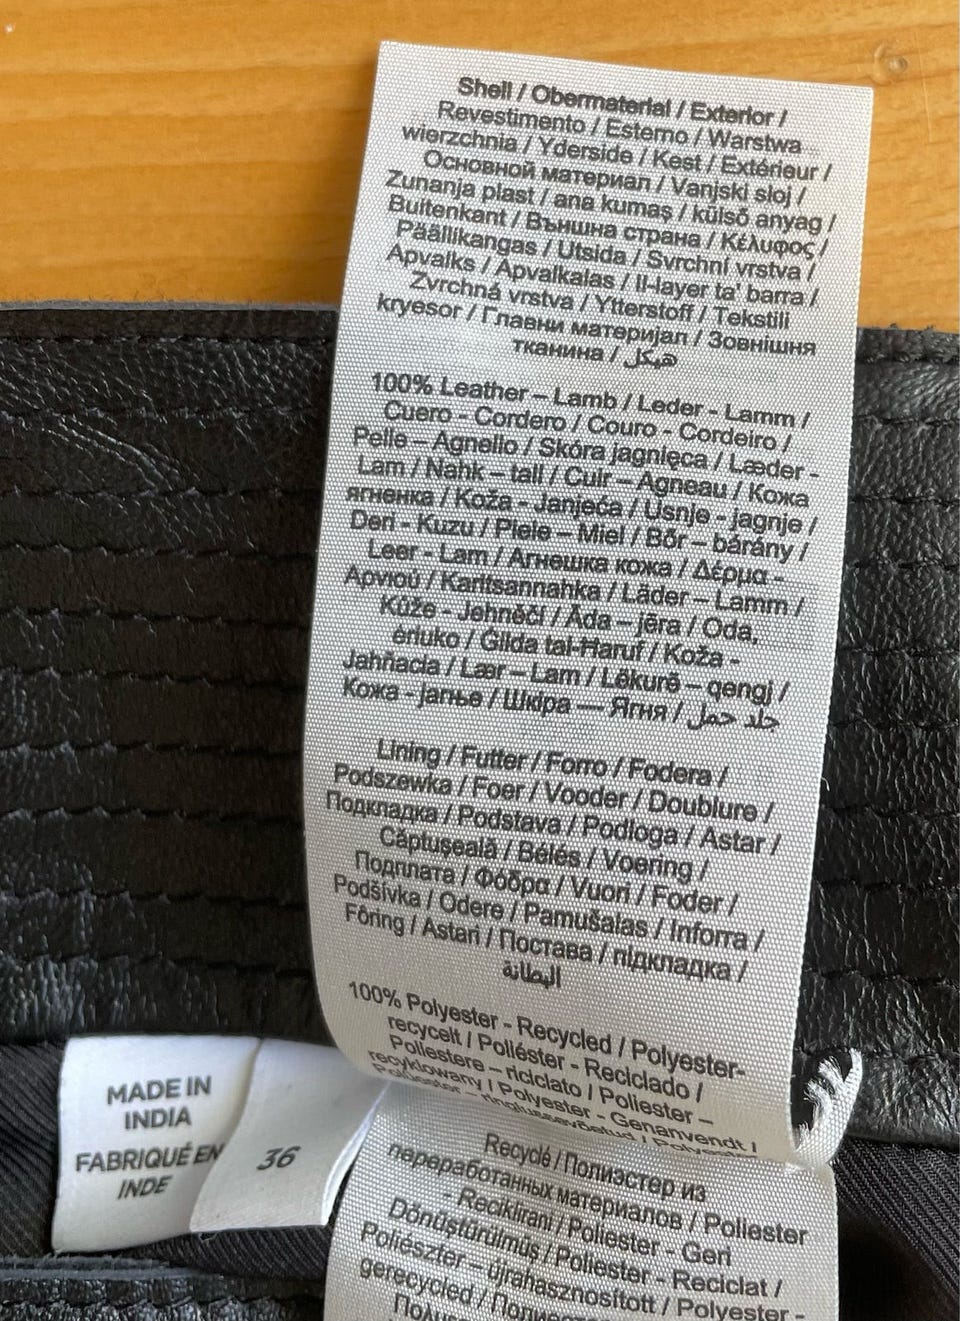 Shell / Obermaterial / Exterior /
Revestimento / Esterno / Warstwa
wierzchnia / Yderside / Kest / Extérieur /
Основной материал / Vanjski sloj /
Zunanja plast / ana kumaş / külső anyag /
Buitenkant / Външна страна / Κέλυφος /
Päällikangas / Utsida / Svrchní vrstva /
Apvalks / Apvalkalas / Il-layer ta' barra /
Zvrchná vrstva / Ytterstoff / Tekstili
kryesor / Главни материјал / Зовнішня
тканина / هيكل
100% Leather – Lamb / Leder - Lamm /
Cuero - Cordero / Couro - Cordeiro /
Pelle – Agnello / Skóra jagnięca / Læder -
Lam / Nahk – tall / Cuir – Agneau / Кожа
ягненка / Koža - Janjeća / Usnje - jagnje /
Deri - Kuzu / Piele – Miel / Bőr – bárány /
Leer - Lam / Агнешка кожа / Δέρμα -
Αρνιού / Karitsannahka / Läder – Lamm /
Kůže - Jehněčí / Āda – jēra / Oda,
ėriuko / Ġilda tal-Ħaruf / Koža -
Jahňacia / Lær – Lam / Lëkurë – qengj /
Кожа - јагње / Шкіра — Ягня / جلد حمل
Lining / Futter / Forro / Fodera /
Podszewka / Foer / Vooder / Doublure /
Подкладка / Podstava / Podloga / Astar /
Căptușeală / Bélés / Voering /
Подплата / Φόδρα / Vuori / Foder /
Podšívka / Odere / Pamušalas / Inforra /
Fôring / Astari / Постава / підкладка /
البطانة
100% Polyester - Recycled / Polyester-
recycelt / Poliéster - Reciclado /
Poliestere – riciclato / Poliester –
recyklowany / Polyester - Genanvendt /
ringlussevõetud /
Recyclé / Полиэстер из
переработанных материалов / Poliester
- Reciklirani / Poliester - Geri
Dönüştürülmüş / Poliester - Reciclat /
Poliészter – újrahasznosított / Polyester -
gerecycled /
MADE IN
INDIA
FABRIQUÉ EN
INDE
36